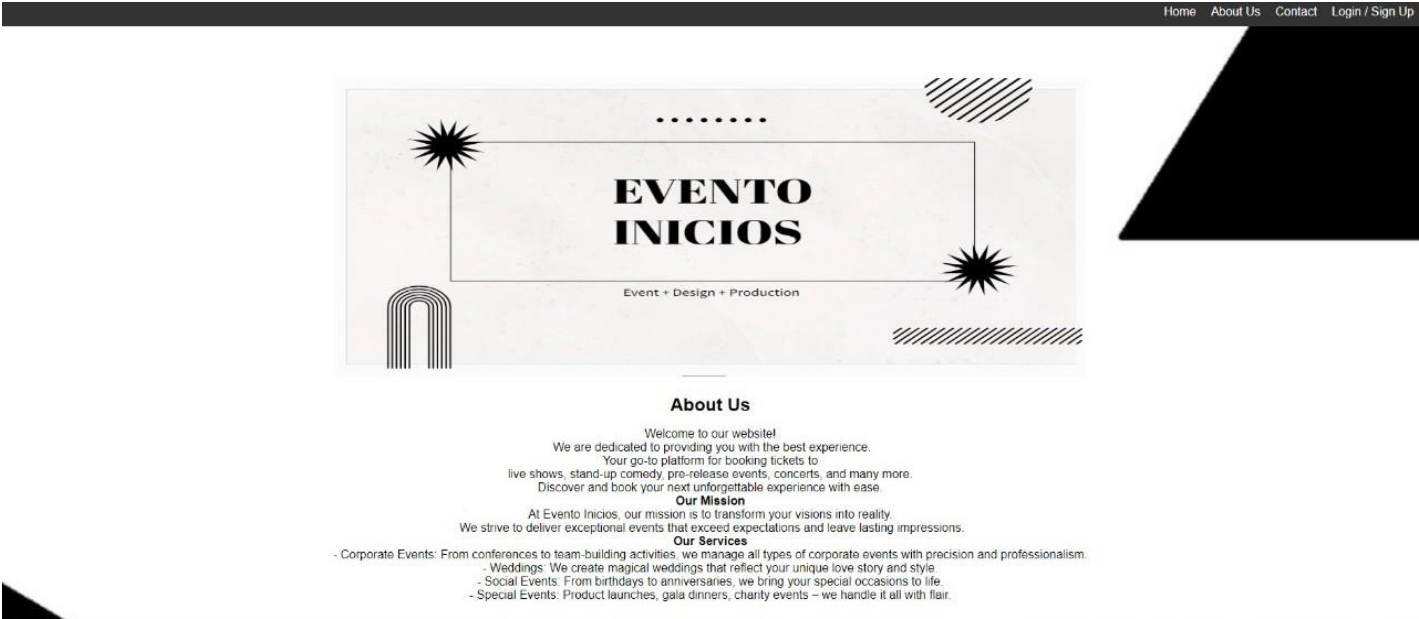 Home About Us Contact Login / Sign Up
EVENTO
INICIOS
Event + Design + Production
About Us
Welcome to our website!
We are dedicated to providing you with the best experience.
Your go-to platform for booking tickets to
live shows, stand-up comedy, pre-release events, concerts, and many more.
Discover and book your next unforgettable experience with ease.
Our Mission
At Evento Inicios, our mission is to transform your visions into reality.
We strive to deliver exceptional events that exceed expectations and leave lasting impressions.
Our Services
- Corporate Events: From conferences to team-building activities, we manage all types of corporate events with precision and professionalism.
- Weddings: We create magical weddings that reflect your unique love story and style.
- Social Events: From birthdays to anniversaries, we bring your special occasions to life.
- Special Events: Product launches, gala dinners, charity events – we handle it all with flair.